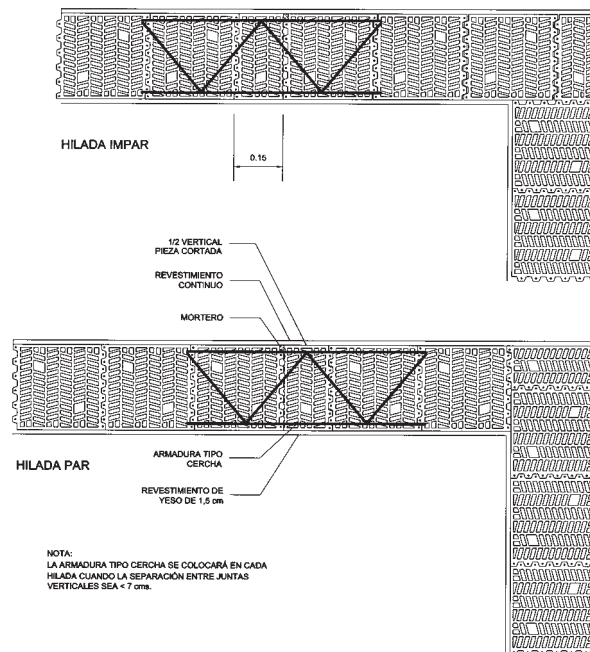 HILADA IMPAR
0.15
1/2 VERTICAL
PIEZA CORTADA
REVESTIMIENTO
CONTINUO
MORTERO
HILADA PAR
ARMADURA TIPO
CERCHA
REVESTIMIENTO DE
YESO DE 1,5 cm
NOTA:
LA ARMADURA TIPO CERCHA SE COLOCARÁ EN CADA
HILADA CUANDO LA SEPARACIÓN ENTRE JUNTAS
VERTICALES SEA < 7 cms.